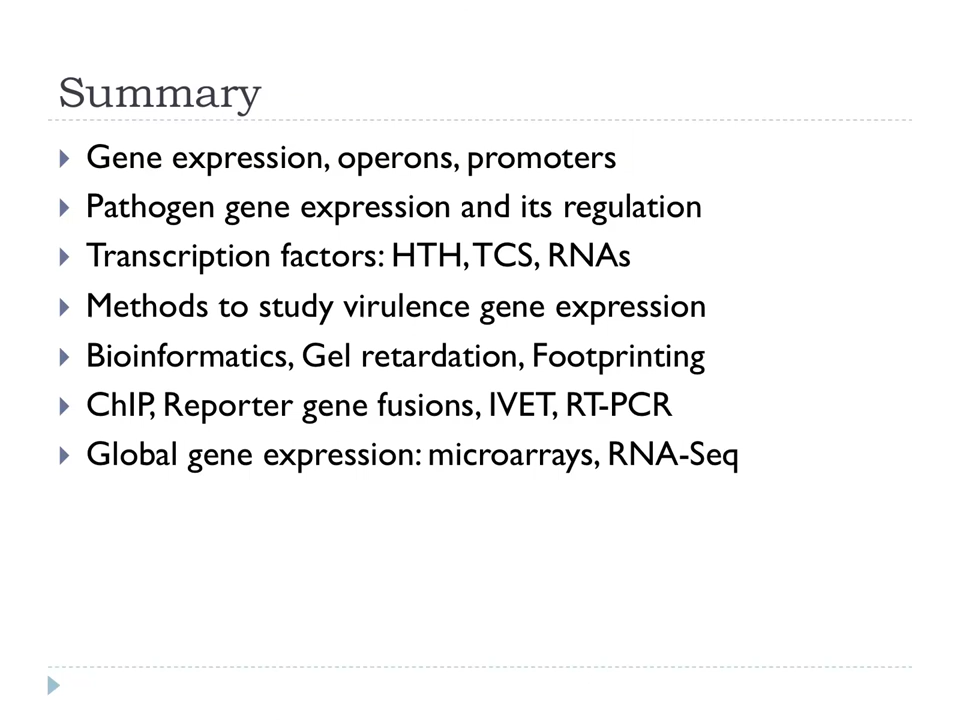 Summary
Gene expression, operons, promoters
Pathogen gene expression and its regulation
Transcription factors: HTH, TCS, RNAs
Methods to study virulence gene expression
Bioinformatics, Gel retardation, Footprinting
ChIP, Reporter gene fusions, IVET, RT-PCR
Global gene expression: microarrays, RNA-Seq